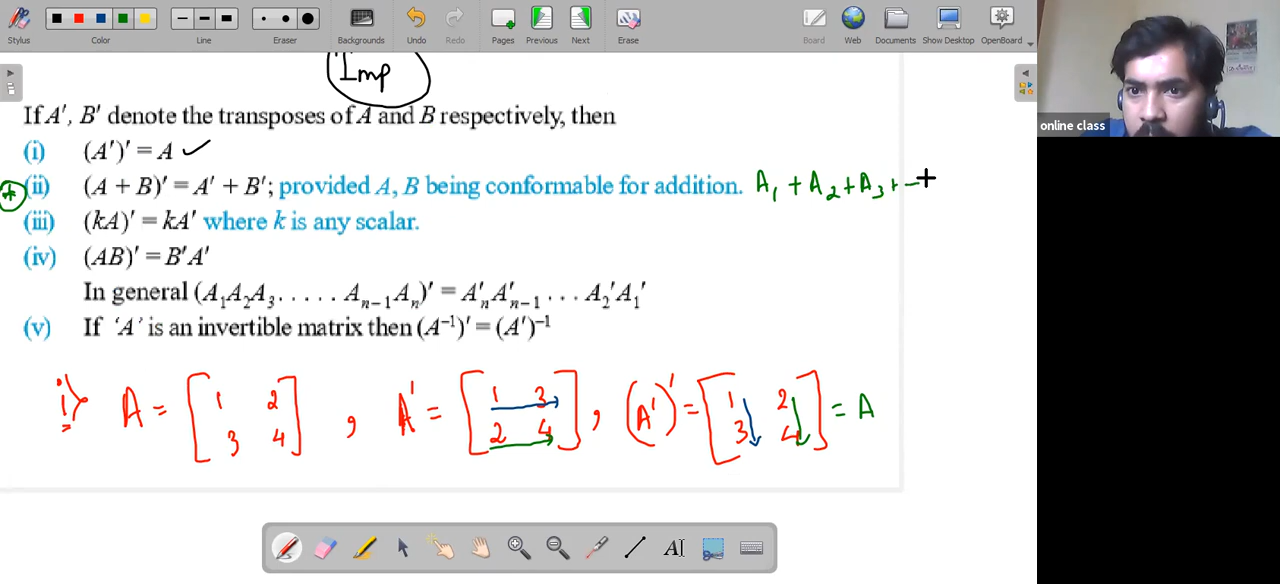 Stylus Color Line Eraser Backgrounds Undo Redo Pages Previous Next Erase Board Web Documents Show Desktop OpenBoard
Imp
If A′, B′ denote the transposes of A and B respectively, then
(i) (A′)′ = A ✓
* (ii) (A + B)′ = A′ + B′; provided A, B being conformable for addition. A₁ + A₂ + A₃ + -
(iii) (kA)′ = kA′ where k is any scalar.
(iv) (AB)′ = B′A′
In general (A₁A₂A₃ . . . . . Aₙ₋₁Aₙ)′ = A′ₙA′ₙ₋₁ . . . A₂′A₁′
(v) If ‘A’ is an invertible matrix then (A⁻¹)′ = (A′)⁻¹
i) A = [1 2 , A' = [1 3 , (A')' = [1 2 = A
3 4] 2 4] 3 4]
online class